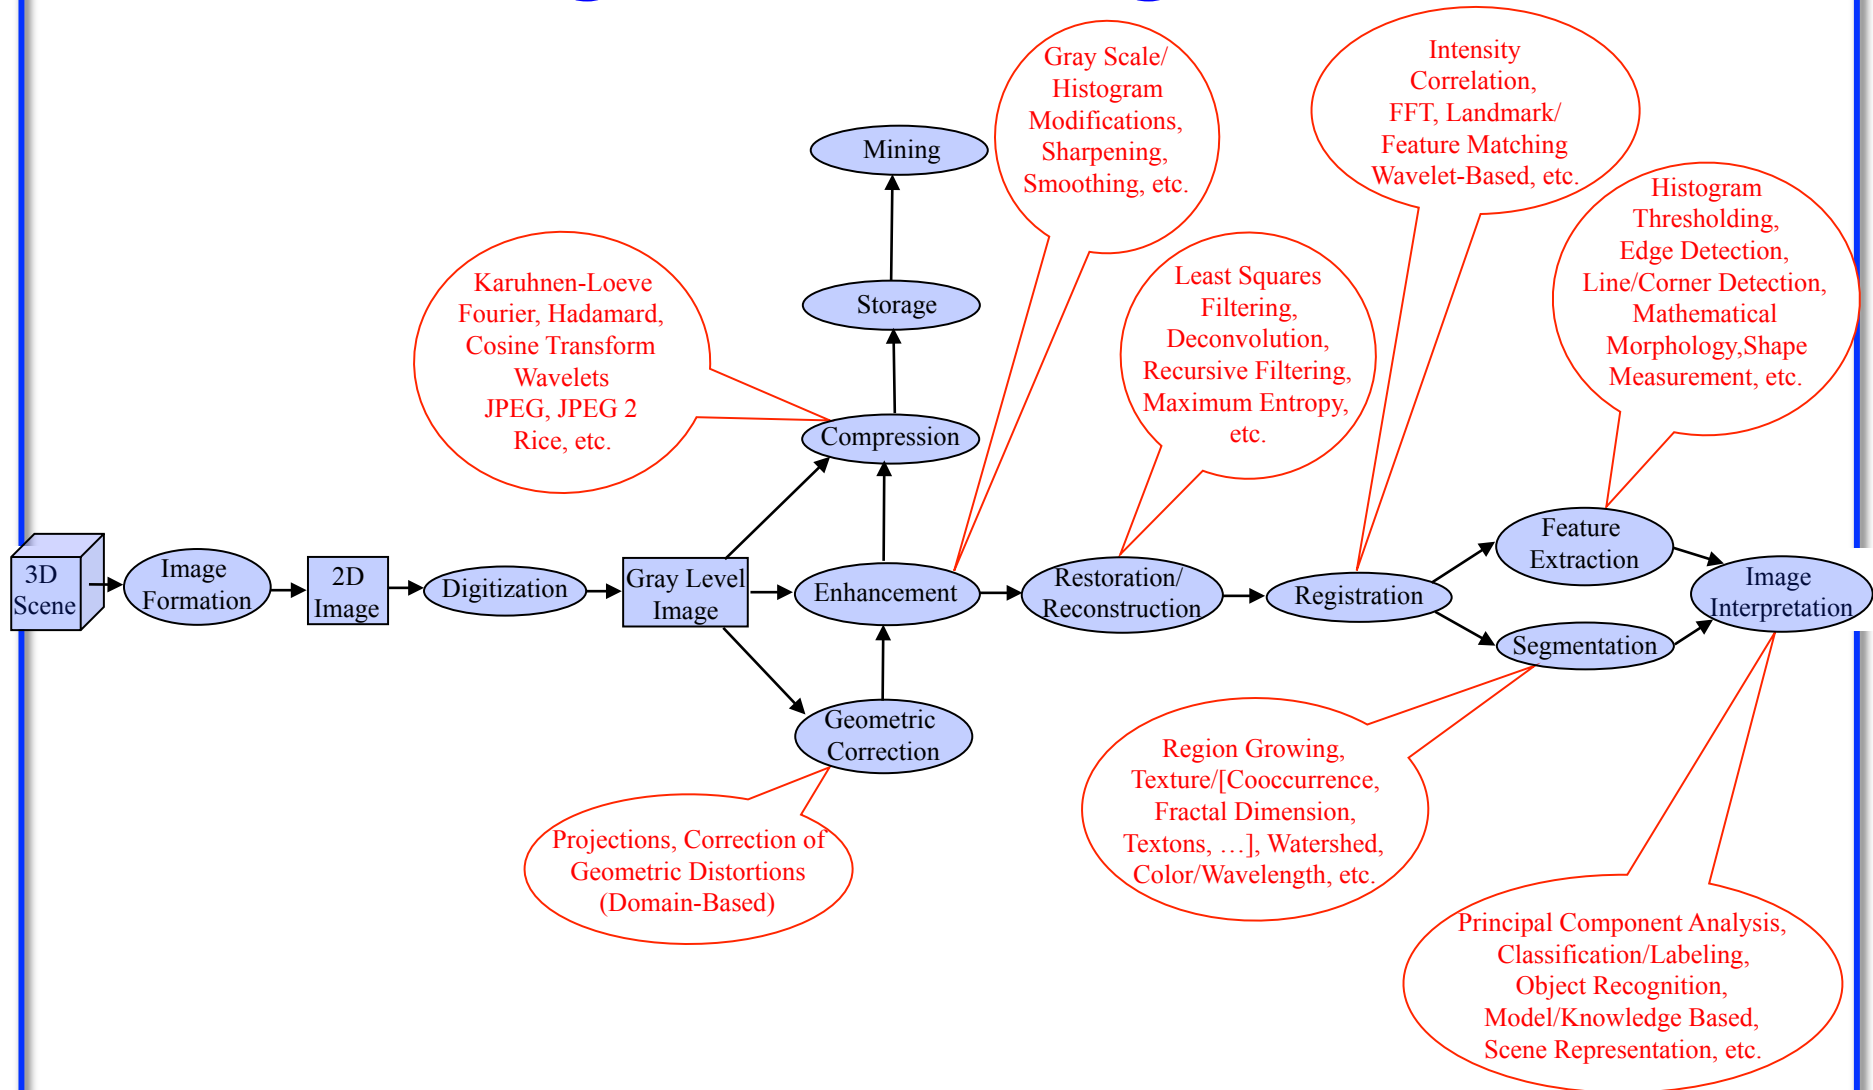 Gray Scale/
Histogram
Modifications,
Sharpening,
Smoothing, etc.
Intensity
Correlation,
FFT, Landmark/
Feature Matching
Wavelet-Based, etc.
Mining
Histogram
Thresholding,
Edge Detection,
Line/Corner Detection,
Mathematical
Morphology,Shape
Measurement, etc.
Karuhnen-Loeve
Fourier, Hadamard,
Cosine Transform
Wavelets
JPEG, JPEG 2
Rice, etc.
Storage
Least Squares
Filtering,
Deconvolution,
Recursive Filtering,
Maximum Entropy,
etc.
Compression
3D
Scene
Image
Formation
2D
Image
Digitization
Gray Level
Image
Enhancement
Restoration/
Reconstruction
Registration
Feature
Extraction
Image
Interpretation
Segmentation
Geometric
Correction
Projections, Correction of
Geometric Distortions
(Domain-Based)
Region Growing,
Texture/[Cooccurrence,
Fractal Dimension,
Textons, …], Watershed,
Color/Wavelength, etc.
Principal Component Analysis,
Classification/Labeling,
Object Recognition,
Model/Knowledge Based,
Scene Representation, etc.